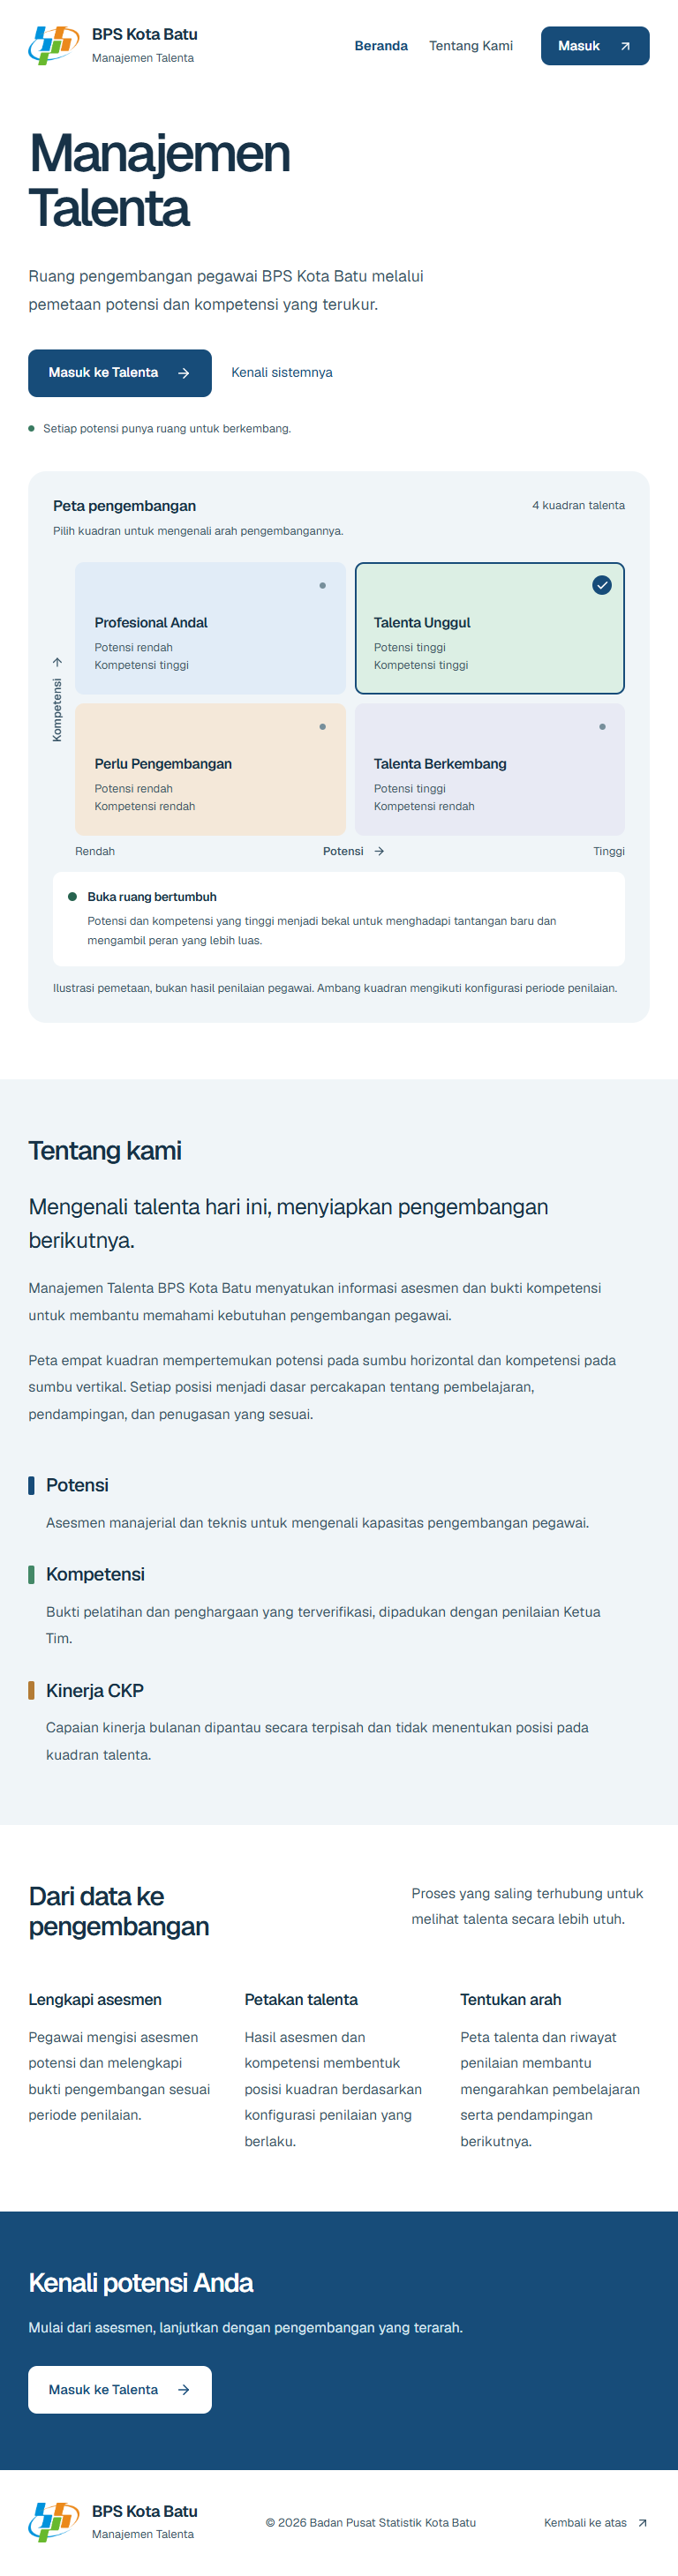 BPS Kota Batu
Manajemen Talenta
Beranda
Tentang Kami
Masuk
Manajemen
Talenta
Ruang pengembangan pegawai BPS Kota Batu melalui
pemetaan potensi dan kompetensi yang terukur.
Masuk ke Talenta
Kenali sistemnya
Setiap potensi punya ruang untuk berkembang.
Peta pengembangan
4 kuadran talenta
Pilih kuadran untuk mengenali arah pengembangannya.
Kompetensi
Profesional Andal
Potensi rendah
Kompetensi tinggi
Talenta Unggul
Potensi tinggi
Kompetensi tinggi
Perlu Pengembangan
Potensi rendah
Kompetensi rendah
Talenta Berkembang
Potensi tinggi
Kompetensi rendah
Rendah
Potensi
Tinggi
Buka ruang bertumbuh
Potensi dan kompetensi yang tinggi menjadi bekal untuk menghadapi tantangan baru dan
mengambil peran yang lebih luas.
Ilustrasi pemetaan, bukan hasil penilaian pegawai. Ambang kuadran mengikuti konfigurasi periode penilaian.
Tentang kami
Mengenali talenta hari ini, menyiapkan pengembangan
berikutnya.
Manajemen Talenta BPS Kota Batu menyatukan informasi asesmen dan bukti kompetensi
untuk membantu memahami kebutuhan pengembangan pegawai.
Peta empat kuadran mempertemukan potensi pada sumbu horizontal dan kompetensi pada
sumbu vertikal. Setiap posisi menjadi dasar percakapan tentang pembelajaran,
pendampingan, dan penugasan yang sesuai.
Potensi
Asesmen manajerial dan teknis untuk mengenali kapasitas pengembangan pegawai.
Kompetensi
Bukti pelatihan dan penghargaan yang terverifikasi, dipadukan dengan penilaian Ketua
Tim.
Kinerja CKP
Capaian kinerja bulanan dipantau secara terpisah dan tidak menentukan posisi pada
kuadran talenta.
Dari data ke
pengembangan
Proses yang saling terhubung untuk
melihat talenta secara lebih utuh.
Lengkapi asesmen
Pegawai mengisi asesmen
potensi dan melengkapi
bukti pengembangan sesuai
periode penilaian.
Petakan talenta
Hasil asesmen dan
kompetensi membentuk
posisi kuadran berdasarkan
konfigurasi penilaian yang
berlaku.
Tentukan arah
Peta talenta dan riwayat
penilaian membantu
mengarahkan pembelajaran
serta pendampingan
berikutnya.
Kenali potensi Anda
Mulai dari asesmen, lanjutkan dengan pengembangan yang terarah.
Masuk ke Talenta
BPS Kota Batu
Manajemen Talenta
© 2026 Badan Pusat Statistik Kota Batu
Kembali ke atas